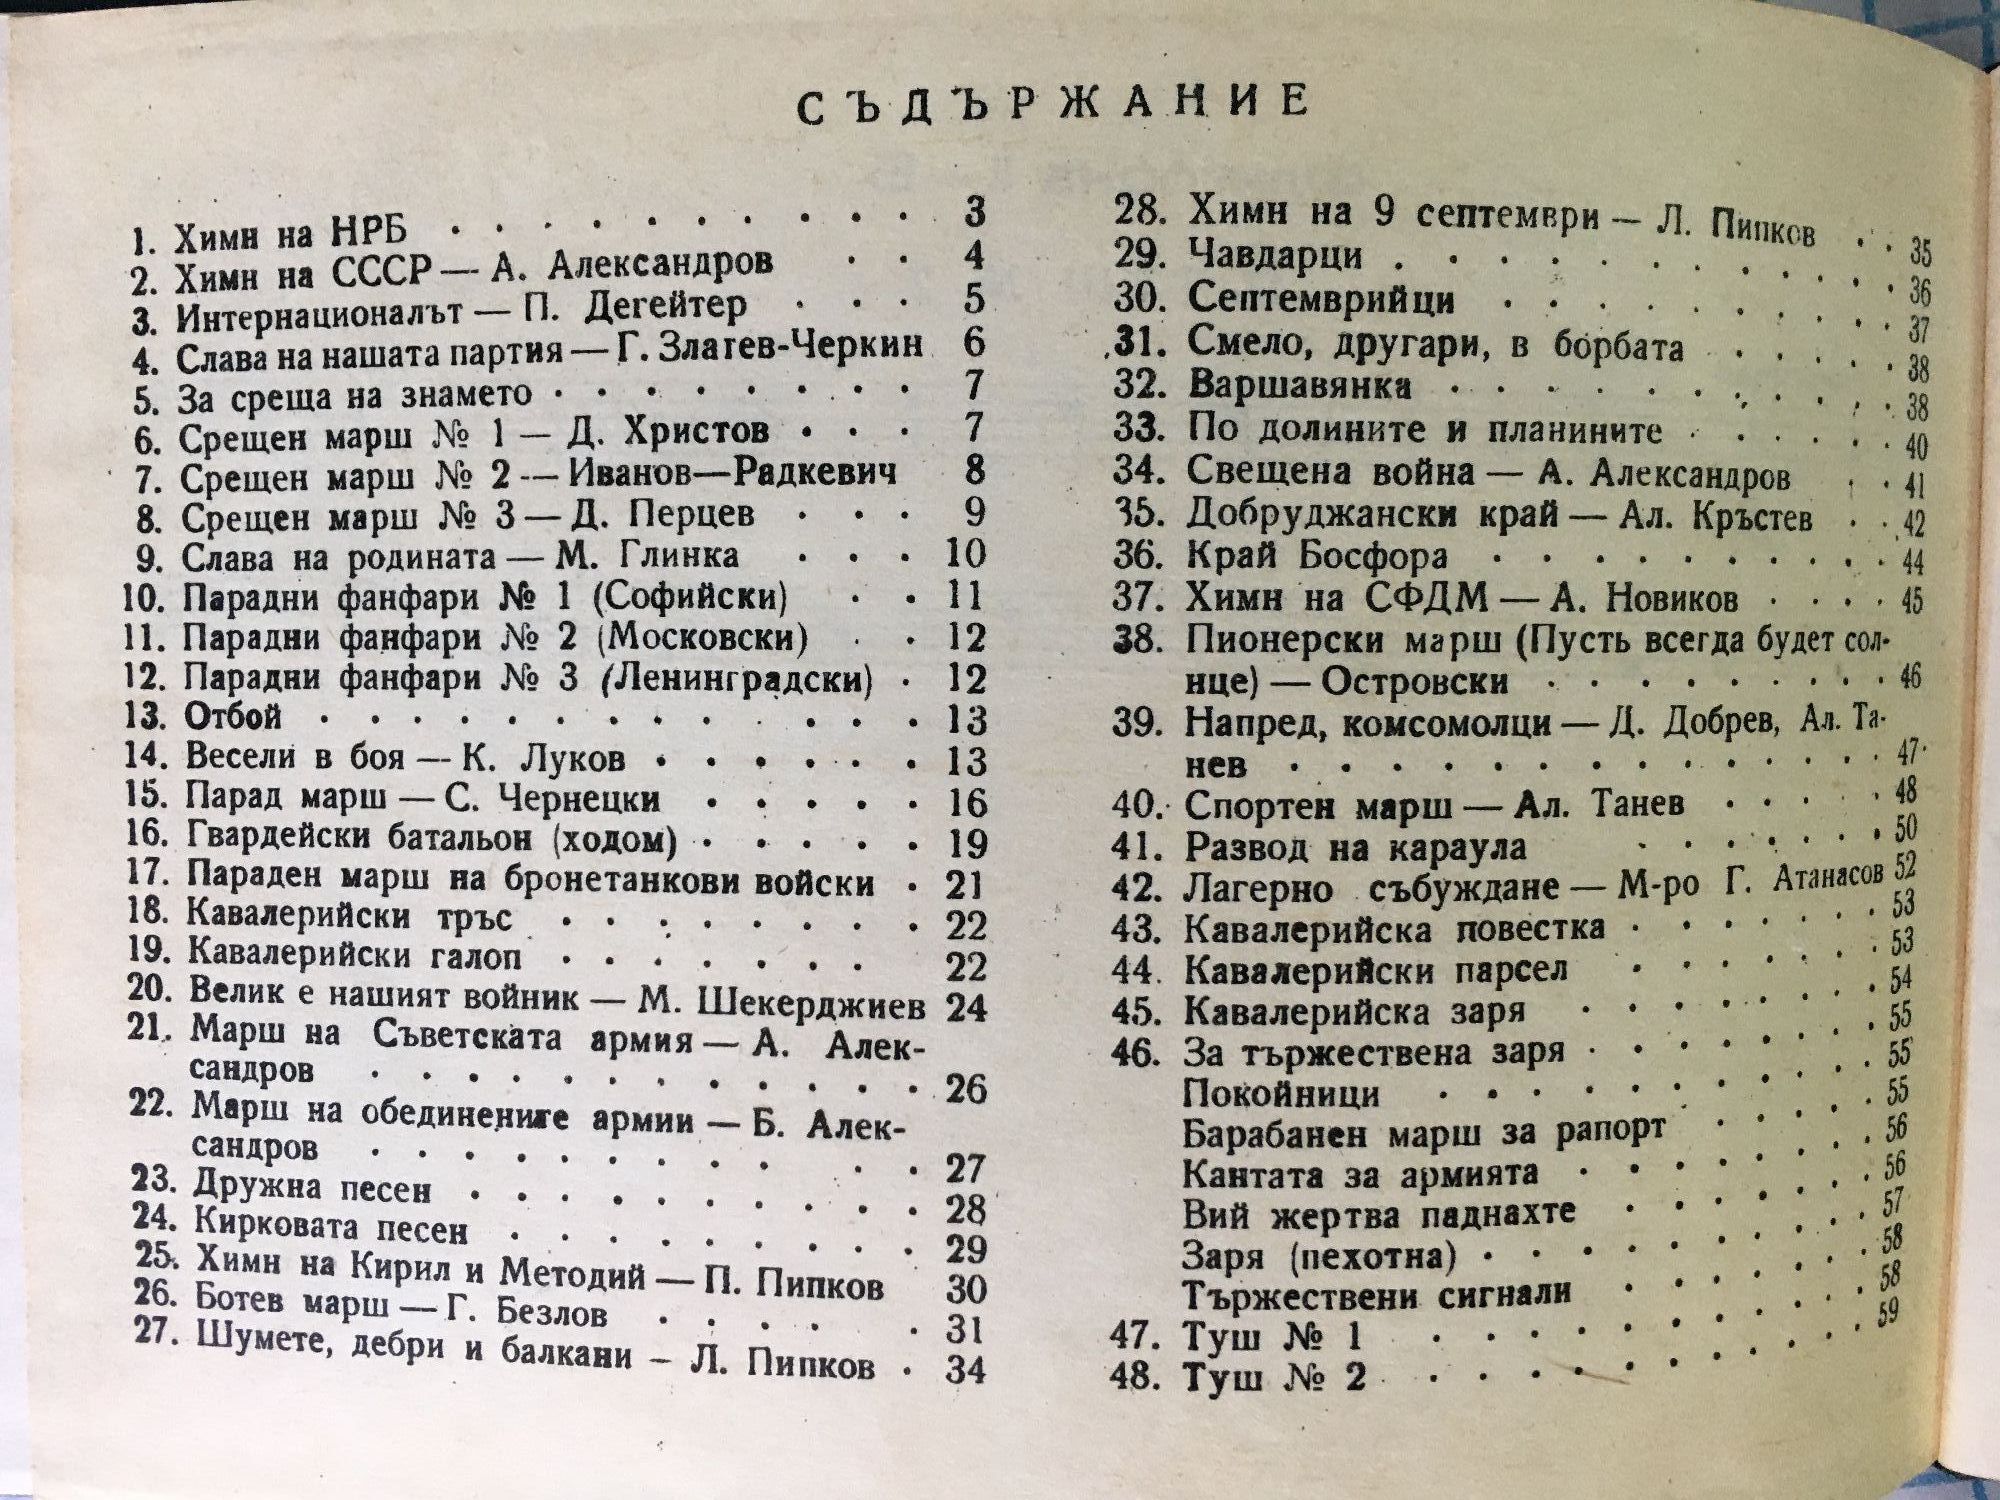 СЪДЪРЖАНИЕ
1. Химн на НРБ 3
2. Химн на СССР — А. Александров 4
3. Интернационалът — П. Дегейтер 5
4. Слава на нашата партия — Г. Златев-Черкин 6
5. За среща на знамето 7
6. Срещен марш № 1 — Д. Христов 7
7. Срещен марш № 2 — Иванов—Радкевич 8
8. Срещен марш № 3 — Д. Перцев 9
9. Слава на родината — М. Глинка 10
10. Парадни фанфари № 1 (Софийски) 11
11. Парадни фанфари № 2 (Московски) 12
12. Парадни фанфари № 3 (Ленинградски) 12
13. Отбой 13
14. Весели в боя — К. Луков 13
15. Парад марш — С. Чернецки 16
16. Гвардейски батальон (ходом) 19
17. Параден марш на бронетанкови войски 21
18. Кавалерийски тръс 22
19. Кавалерийски галоп 22
20. Велик е нашият войник — М. Шекерджиев 24
21. Марш на Съветската армия — А. Алек-
сандров 26
22. Марш на обединените армии — Б. Алек-
сандров 27
23. Дружна песен 28
24. Кирковата песен 29
25. Химн на Кирил и Методий — П. Пипков 30
26. Ботев марш — Г. Безлов 31
27. Шумете, дебри и балкани – Л. Пипков 34
28. Химн на 9 септември — Л. Пипков 35
29. Чавдарци 36
30. Септемврийци 37
31. Смело, другари, в борбата 38
32. Варшавянка 38
33. По долините и планините 40
34. Свещена война — А. Александров 41
35. Добруджански край — Ал. Кръстев 42
36. Край Босфора 44
37. Химн на СФДМ — А. Новиков 45
38. Пионерски марш (Пусть всегда будет сол-
нце) — Островски 46
39. Напред, комсомолци — Д. Добрев, Ал. Та-
нев 47
40. Спортен марш — Ал. Танев 48
41. Развод на караула 50
42. Лагерно събуждане — М-ро Г. Атанасов 52
43. Кавалерийска повестка 53
44. Кавалерийски парсел 53
45. Кавалерийска заря 54
46. За тържествена заря 55
Покойници 55
Барабанен марш за рапорт 55
Кантата за армията 56
Вий жертва паднахте 56
Заря (пехотна) 57
Тържествени сигнали 58
47. Туш № 1 58
48. Туш № 2 59